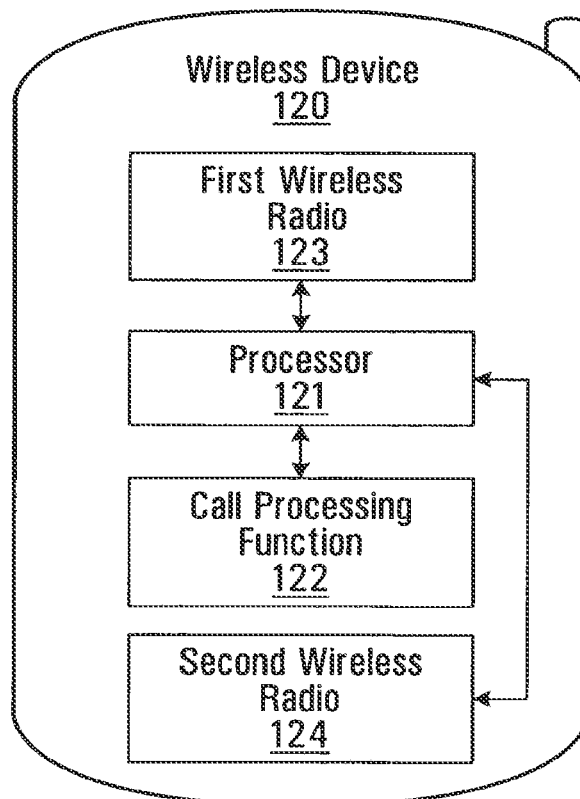 Wireless Device
120
First Wireless
Radio
123
Processor
121
Call Processing
Function
122
Second Wireless
Radio
124